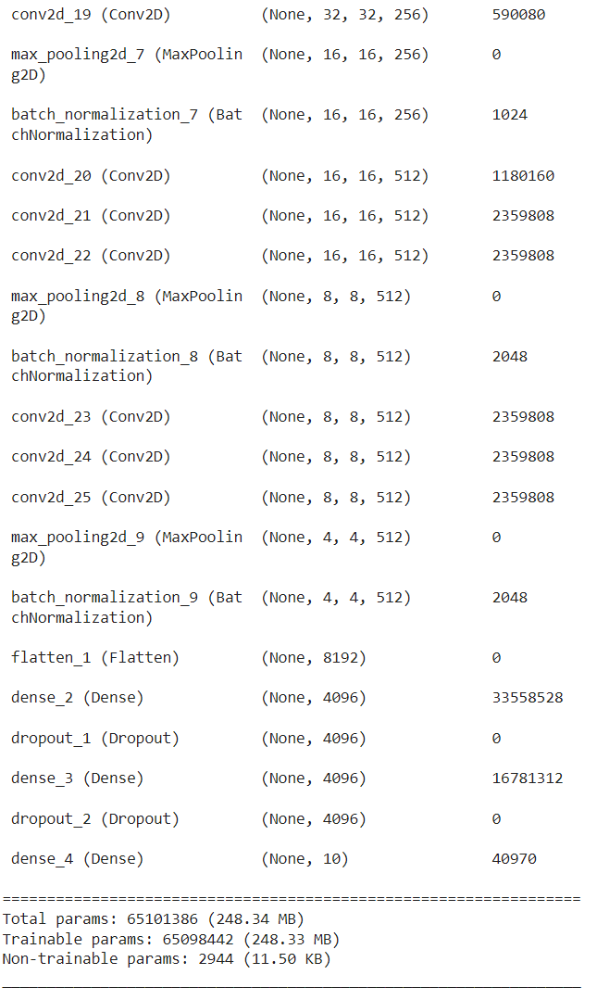 conv2d_19 (Conv2D) (None, 32, 32, 256) 590080
max_pooling2d_7 (MaxPoolin (None, 16, 16, 256) 0
g2D)
batch_normalization_7 (Bat (None, 16, 16, 256) 1024
chNormalization)
conv2d_20 (Conv2D) (None, 16, 16, 512) 1180160
conv2d_21 (Conv2D) (None, 16, 16, 512) 2359808
conv2d_22 (Conv2D) (None, 16, 16, 512) 2359808
max_pooling2d_8 (MaxPoolin (None, 8, 8, 512) 0
g2D)
batch_normalization_8 (Bat (None, 8, 8, 512) 2048
chNormalization)
conv2d_23 (Conv2D) (None, 8, 8, 512) 2359808
conv2d_24 (Conv2D) (None, 8, 8, 512) 2359808
conv2d_25 (Conv2D) (None, 8, 8, 512) 2359808
max_pooling2d_9 (MaxPoolin (None, 4, 4, 512) 0
g2D)
batch_normalization_9 (Bat (None, 4, 4, 512) 2048
chNormalization)
flatten_1 (Flatten) (None, 8192) 0
dense_2 (Dense) (None, 4096) 33558528
dropout_1 (Dropout) (None, 4096) 0
dense_3 (Dense) (None, 4096) 16781312
dropout_2 (Dropout) (None, 4096) 0
dense_4 (Dense) (None, 10) 40970
=================================================================
Total params: 65101386 (248.34 MB)
Trainable params: 65098442 (248.33 MB)
Non-trainable params: 2944 (11.50 KB)
_________________________________________________________________